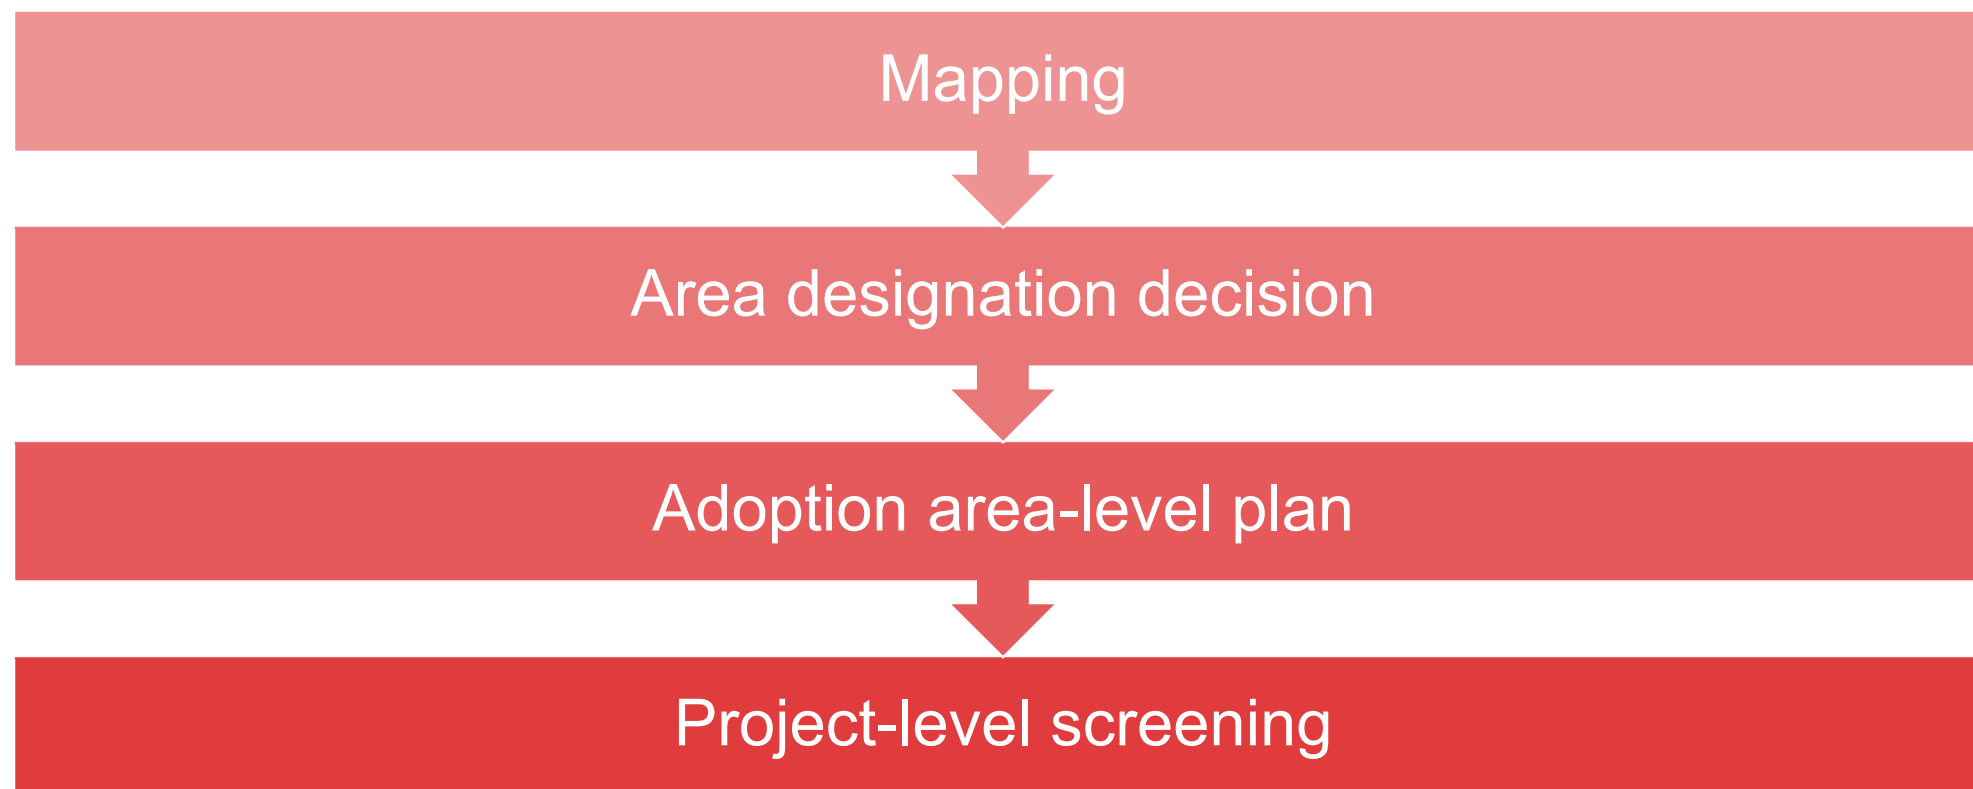 Mapping
Area designation decision
Adoption area-level plan
Project-level screening